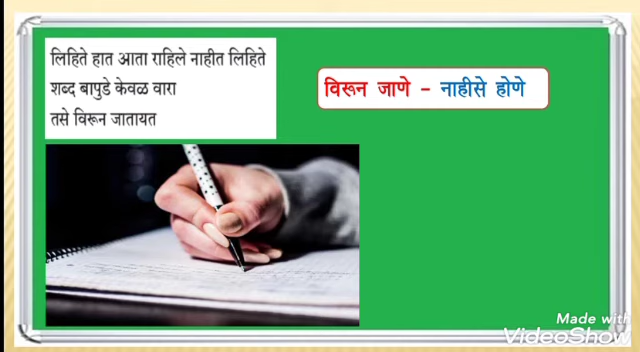 लिहिते हात आता राहिले नाहीत लिहिते
शब्द बापुडे केवळ वारा
तसे विरून जातायत
विरून जाणे - नाहीसे होणे
Made with
VideoShow